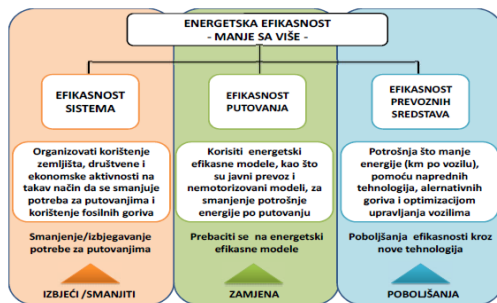 ENERGETSKA EFIKASNOST
- MANJE SA VIŠE -
EFIKASNOST
SISTEMA
EFIKASNOST
PUTOVANJA
EFIKASNOST
PREVOZNIH
SREDSTAVA
Organizovati korištenje
zemljišta, društvene i
ekonomske aktivnosti na
takav način da se smanjuje
potreba za putovanjima i
korištenje fosilnih goriva
Korisiti energetski
efikasne modele, kao što
su javni prevoz i
nemotorizovani modeli, za
smanjenje potrošnje
energije po putovanju
Potrošnja što manje
energije (km po vozilu),
pomoću naprednih
tehnologija, alernativnih
goriva i optimizacijom
upravljanja vozilima
Smanjenje/izbjegavanje
potrebe za putovanjima
Prebaciti se na energetski
efikasne modele
Poboljšanja efikasnosti kroz
nove tehnologija
IZBJEĆI /SMANJITI
ZAMJENA
POBOLJŠANJA